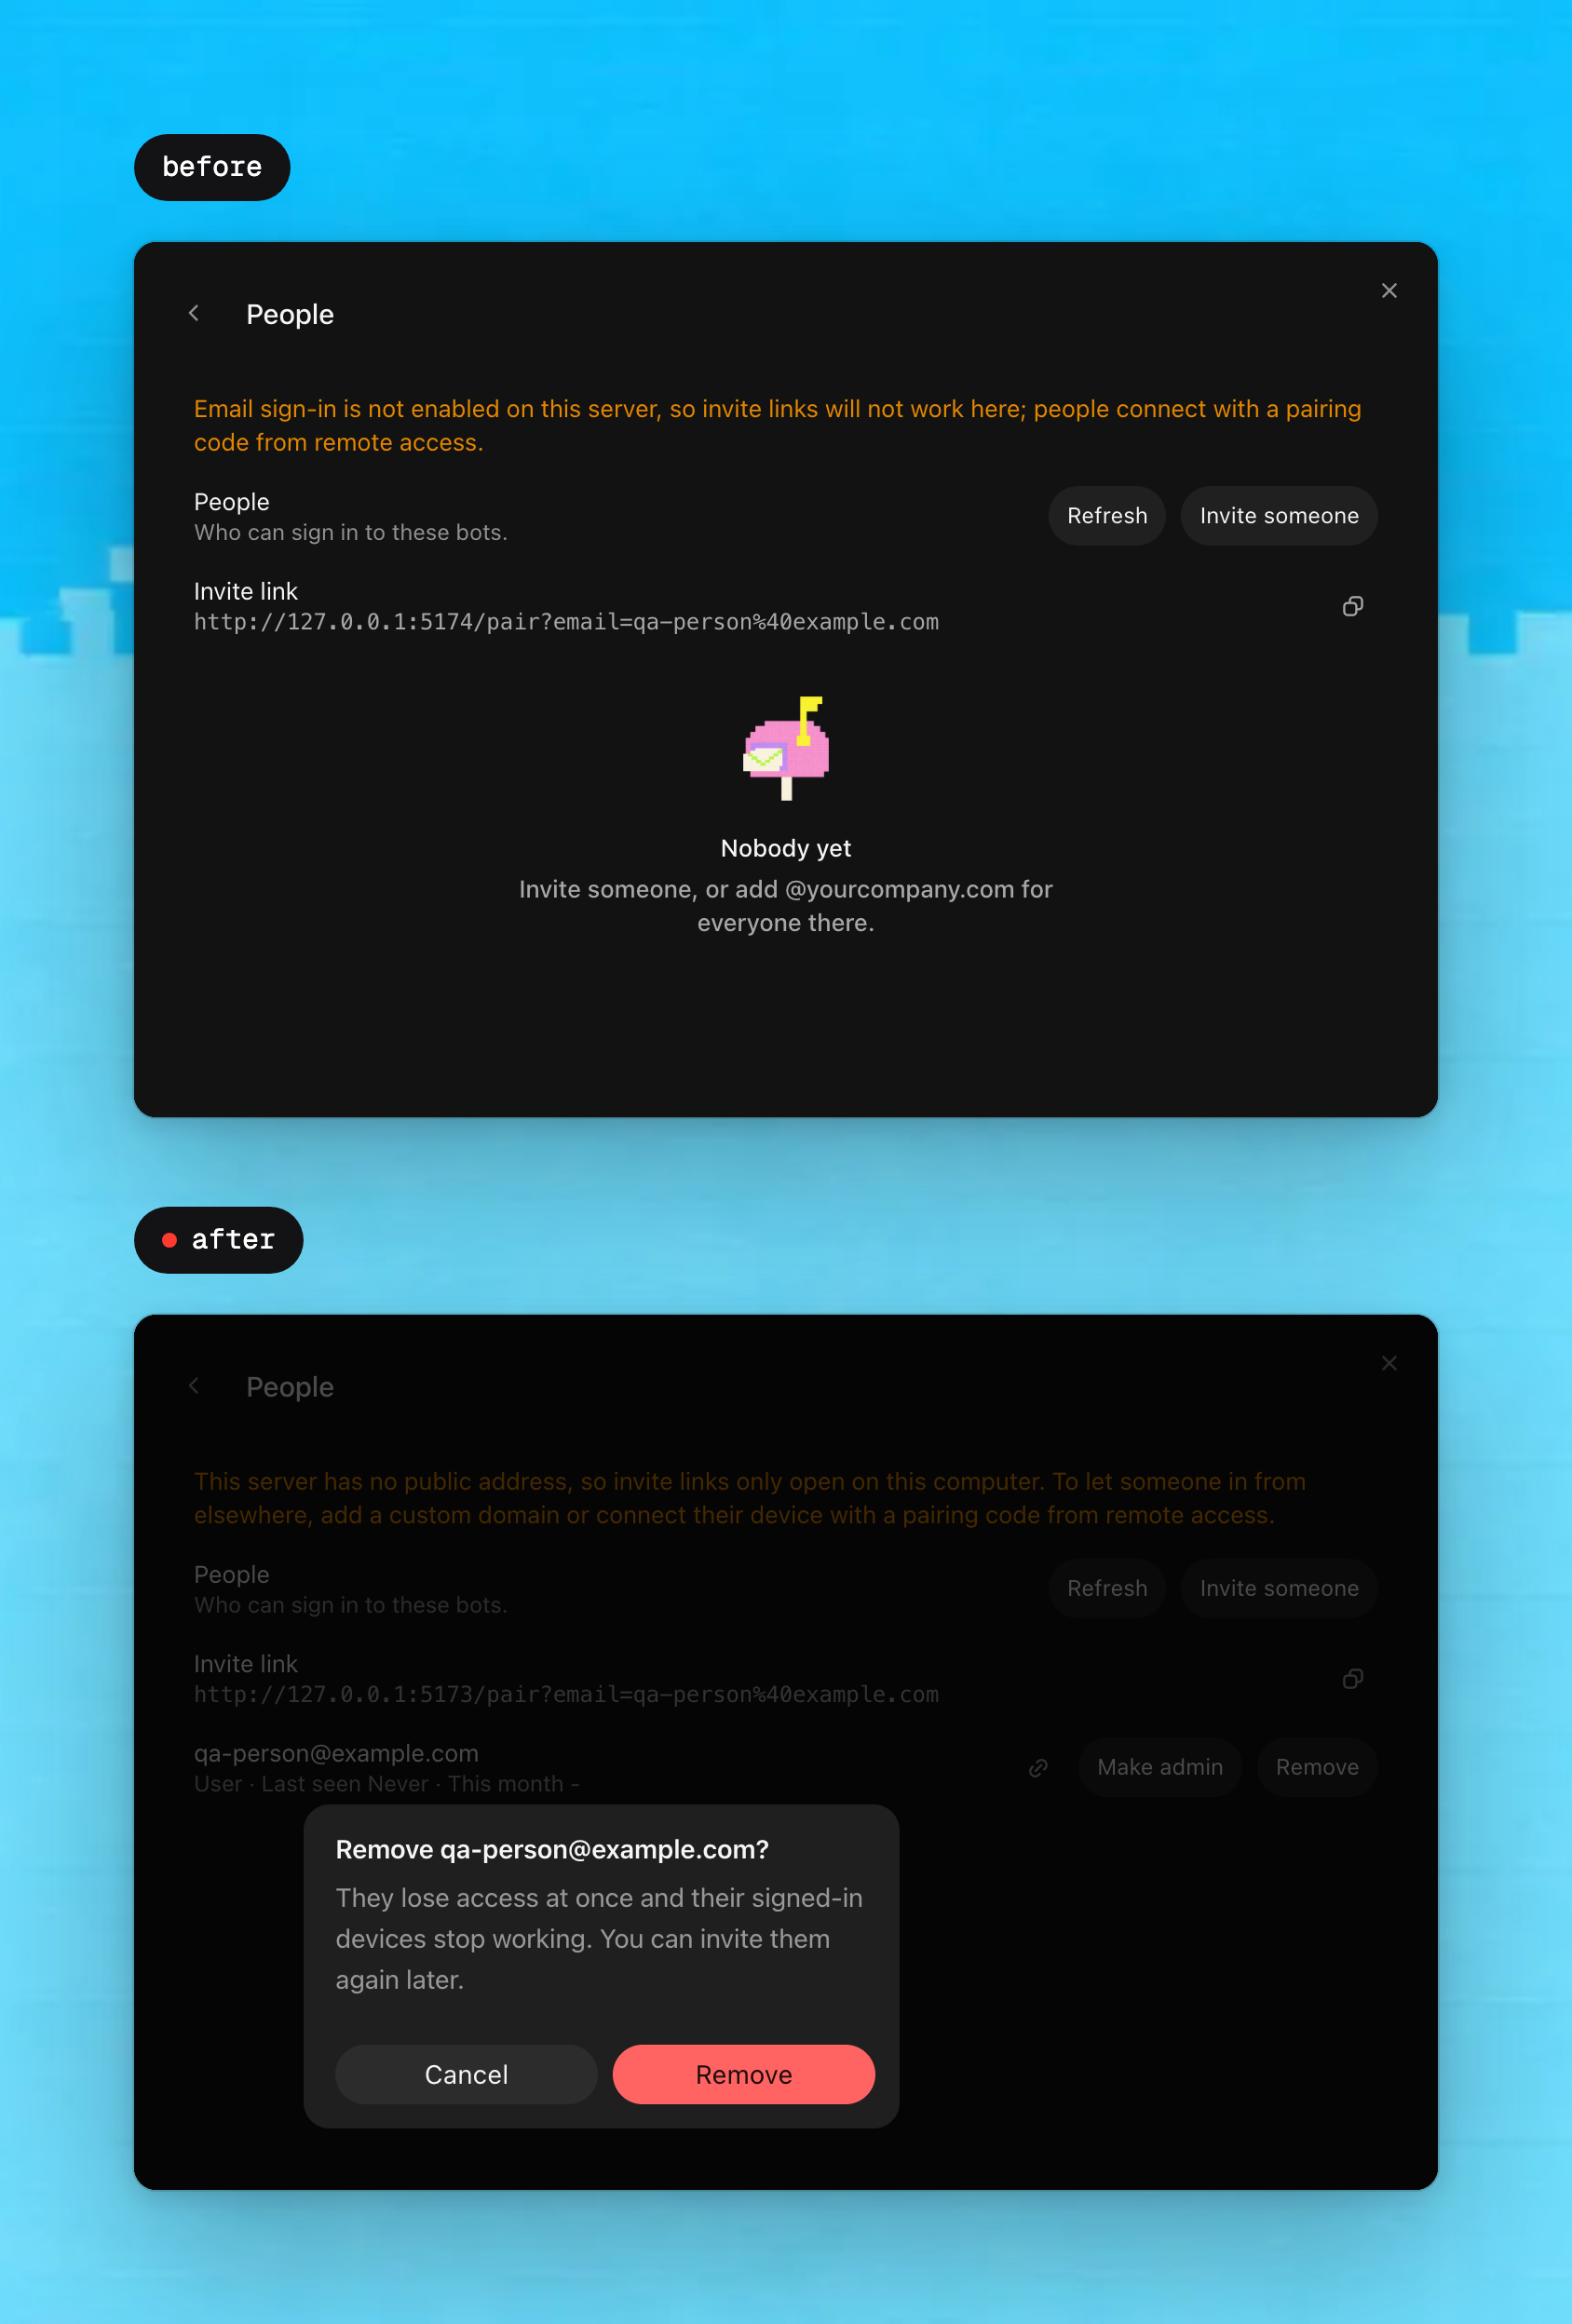 before
People
Email sign-in is not enabled on this server, so invite links will not work here; people connect with a pairing
code from remote access.
People
Who can sign in to these bots.
Refresh
Invite someone
Invite link
http://127.0.0.1:5174/pair?email=qa-person%40example.com
Nobody yet
Invite someone, or add @yourcompany.com for
everyone there.
after
People
This server has no public address, so invite links only open on this computer. To let someone in from
elsewhere, add a custom domain or connect their device with a pairing code from remote access.
People
Who can sign in to these bots.
Refresh
Invite someone
Invite link
http://127.0.0.1:5173/pair?email=qa-person%40example.com
qa-person@example.com
User · Last seen Never · This month -
Make admin
Remove
Remove qa-person@example.com?
They lose access at once and their signed-in
devices stop working. You can invite them
again later.
Cancel
Remove